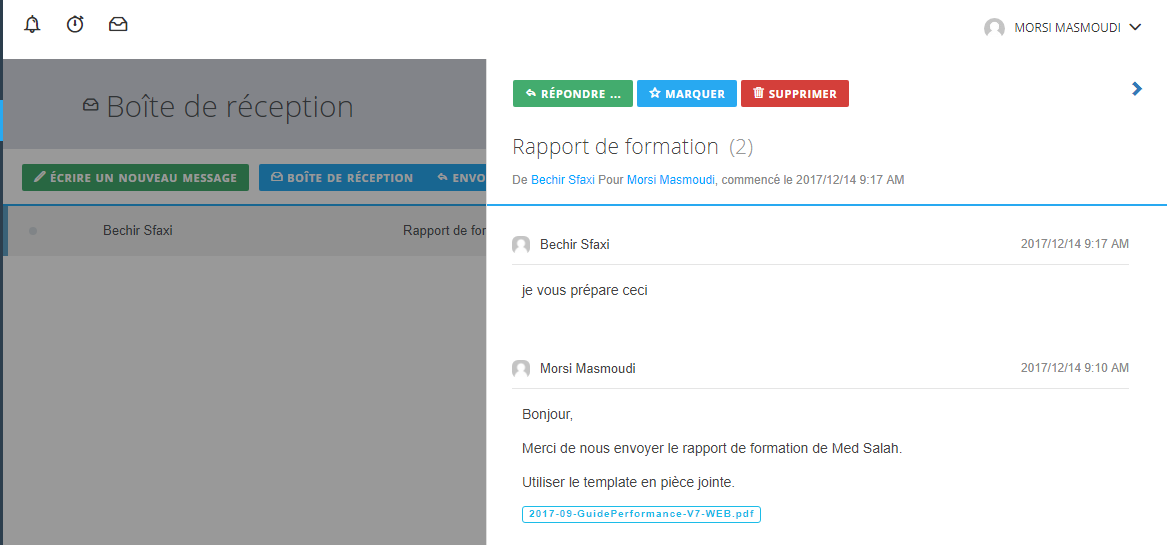 MORSI MASMOUDI
Boîte de réception
ÉCRIRE UN NOUVEAU MESSAGE
BOÎTE DE RÉCEPTION
ENVO
Bechir Sfaxi
Rapport de for
RÉPONDRE ...
MARQUER
SUPPRIMER
Rapport de formation (2)
De Bechir Sfaxi Pour Morsi Masmoudi, commencé le 2017/12/14 9:17 AM
Bechir Sfaxi 2017/12/14 9:17 AM
je vous prépare ceci
Morsi Masmoudi 2017/12/14 9:10 AM
Bonjour,
Merci de nous envoyer le rapport de formation de Med Salah.
Utiliser le template en pièce jointe.
2017-09-GuidePerformance-V7-WEB.pdf